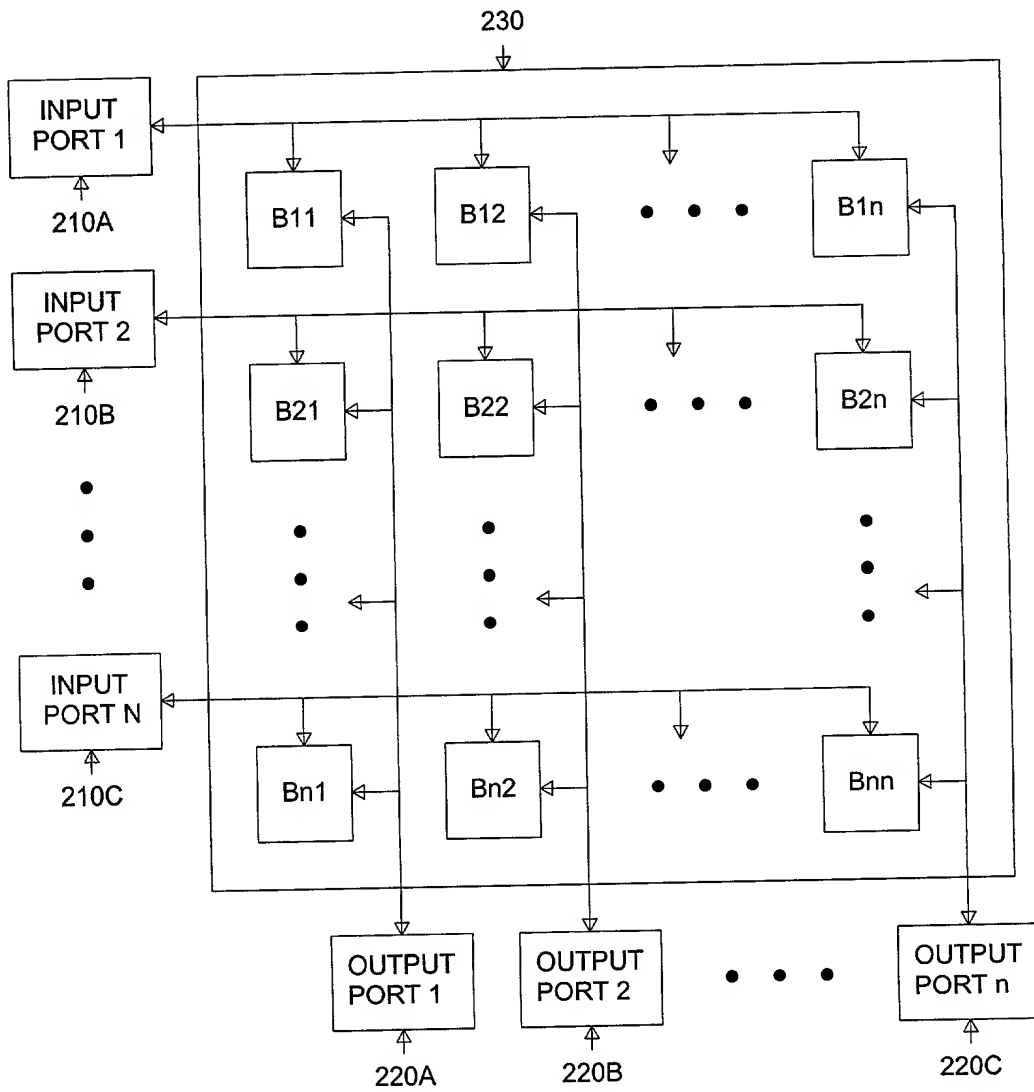 230
INPUT
PORT 1
210A
B11
B12
B1n
INPUT
PORT 2
210B
B21
B22
B2n
INPUT
PORT N
210C
Bn1
Bn2
Bnn
OUTPUT
PORT 1
OUTPUT
PORT 2
OUTPUT
PORT n
220A
220B
220C